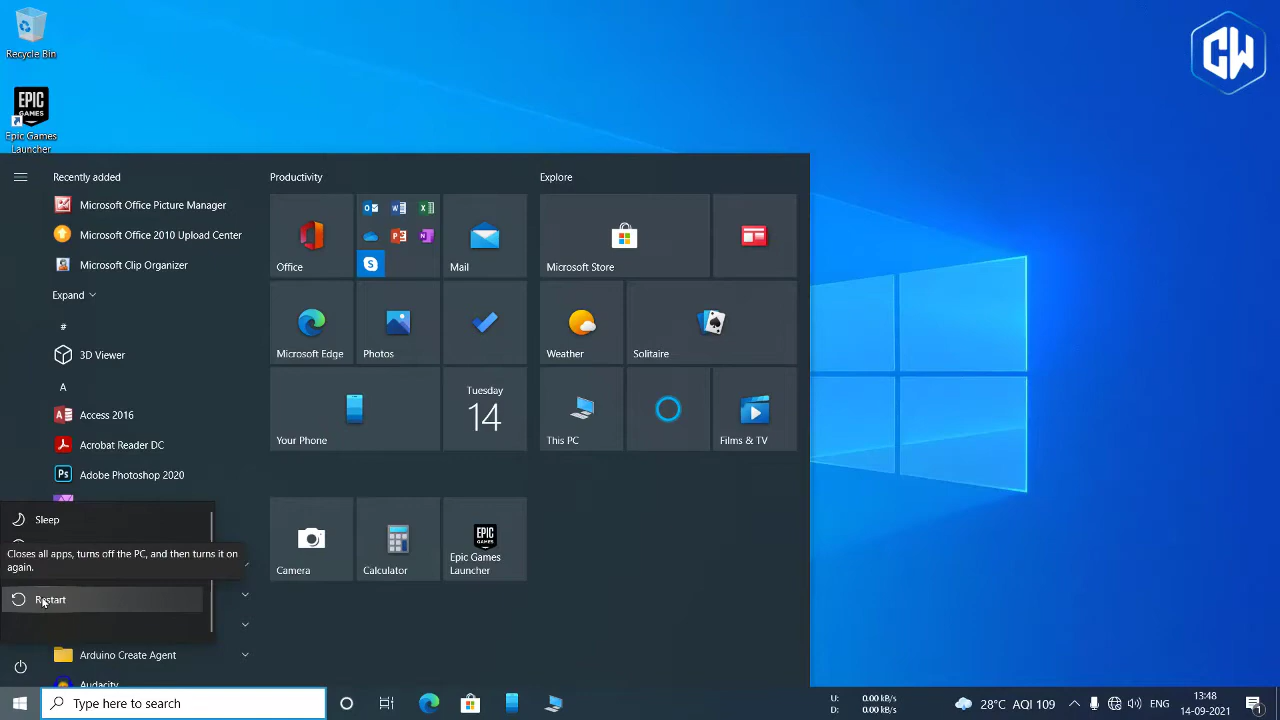 Recycle Bin
EPIC
GAMES
Epic Games
Launcher
CW
Recently added
Microsoft Office Picture Manager
Microsoft Office 2010 Upload Center
Microsoft Clip Organizer
Expand
#
3D Viewer
A
Access 2016
Acrobat Reader DC
Ps Adobe Photoshop 2020
Sleep
Closes all apps, turns off the PC, and then turns it on
again.
Restart
Arduino Create Agent
Audacity
Productivity
Office
Mail
Microsoft Edge
Photos
Your Phone
Tuesday
14
Camera
Calculator
EPIC
GAMES
Epic Games
Launcher
Explore
Microsoft Store
Weather
Solitaire
This PC
Films & TV
Type here to search
U: 0.00 kB/s
D: 0.00 kB/s
28°C AQI 109
ENG
13:48
14-09-2021
1